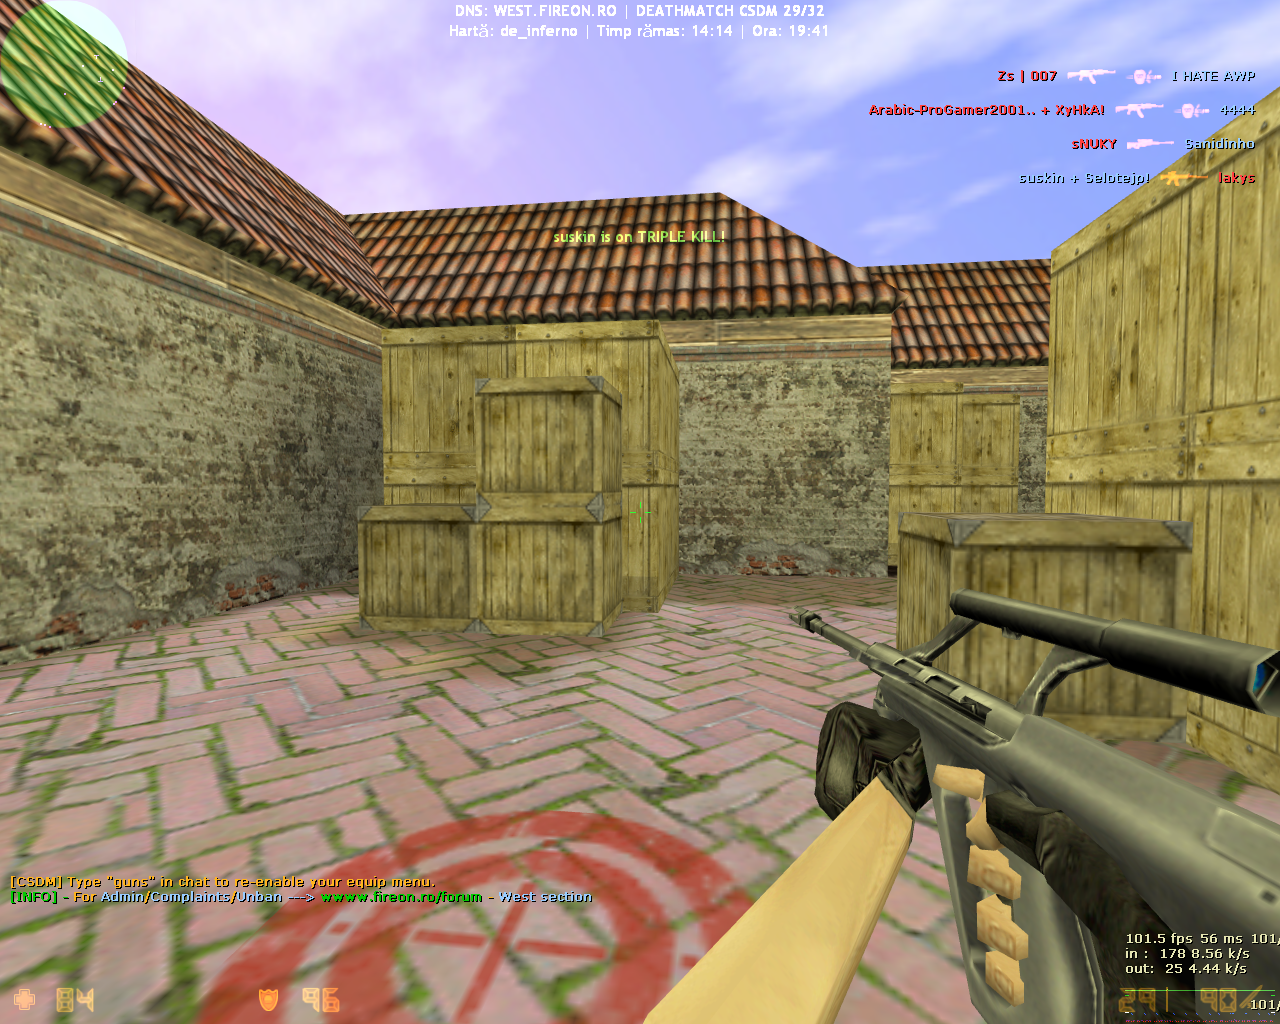 DNS: WEST.FIREON.RO | DEATHMATCH CSDM 29/32
Hartă: de_inferno | Timp rămas: 14:14 | Ora: 19:41
Zs | 007 I HATE AWP
Arabic-ProGamer2001.. + XyHkA! 4444
sNUKY Sanidinho
suskin + Selotejp! lakys
suskin is on TRIPLE KILL!
[CSDM] Type "guns" in chat to re-enable your equip menu.
[INFO] - For Admin/Complaints/Unban ---> wwww.fireon.ro/forum - West section
101.5 fps 56 ms 101/
in : 178 8.56 k/s
out: 25 4.44 k/s
84 96 29 | 90 101/